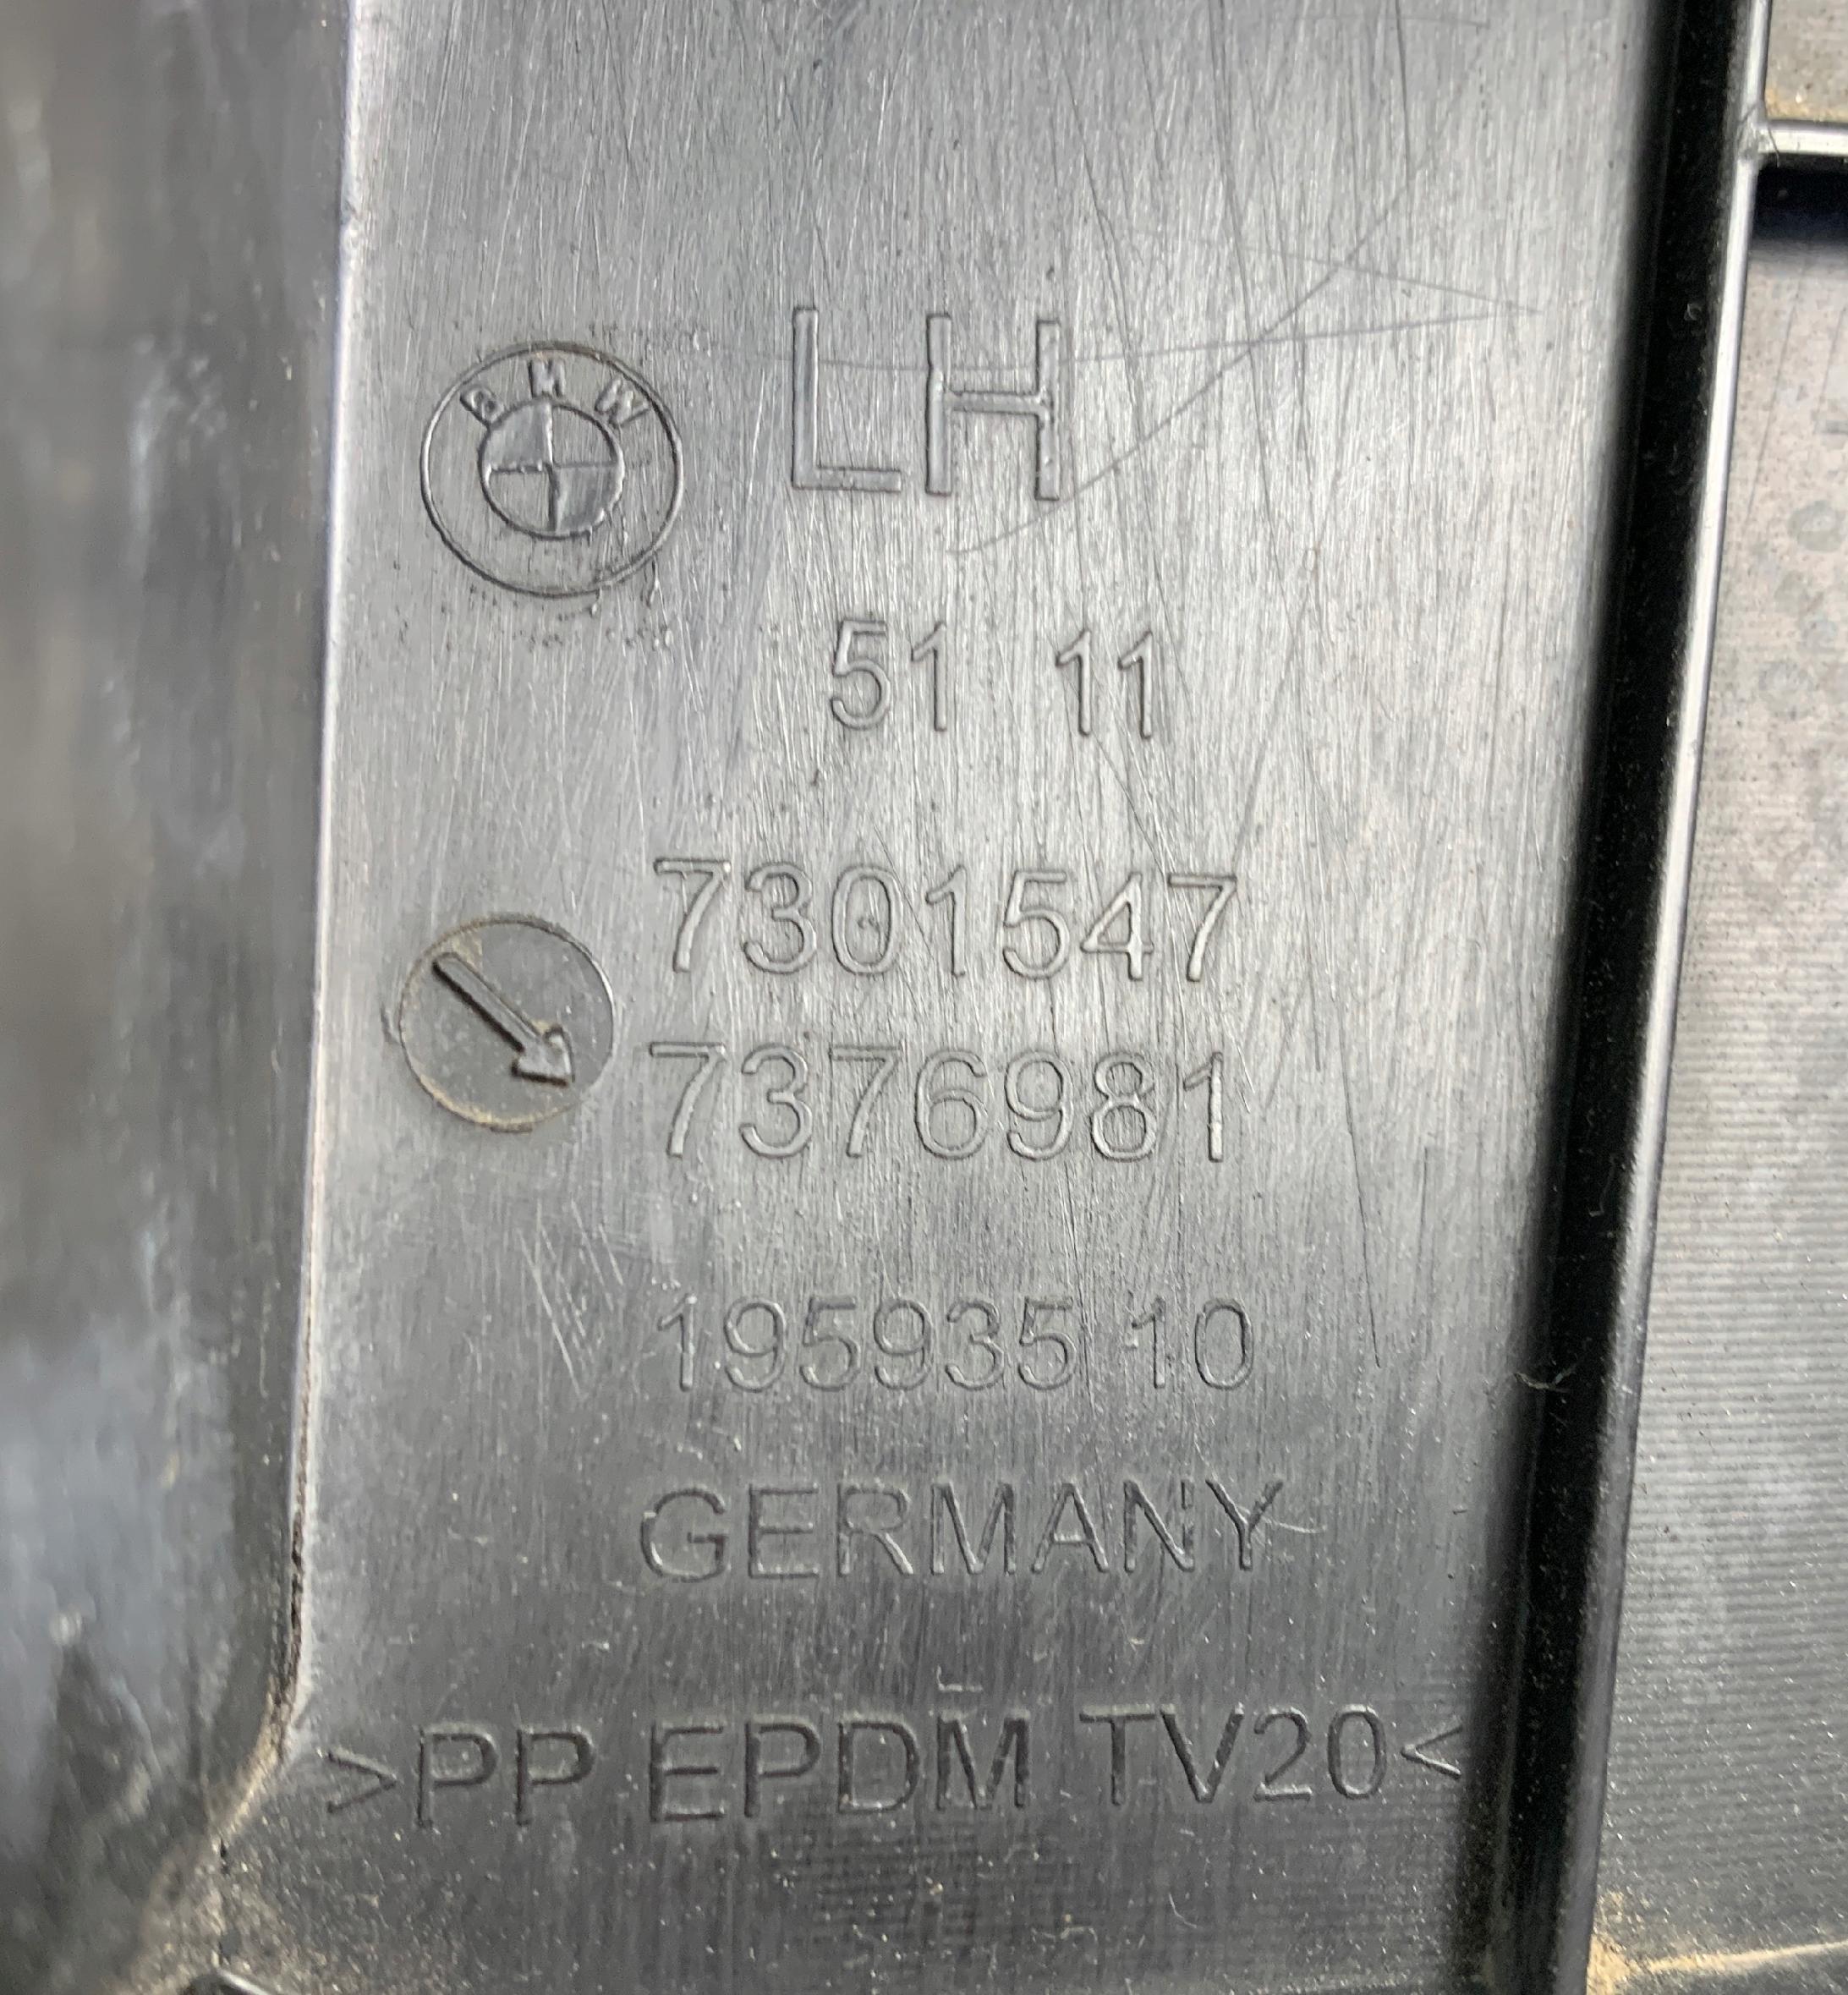 BMW
LH
51 11
7301547
7376981
195935 10
GERMANY
>PP EPDM TV20<